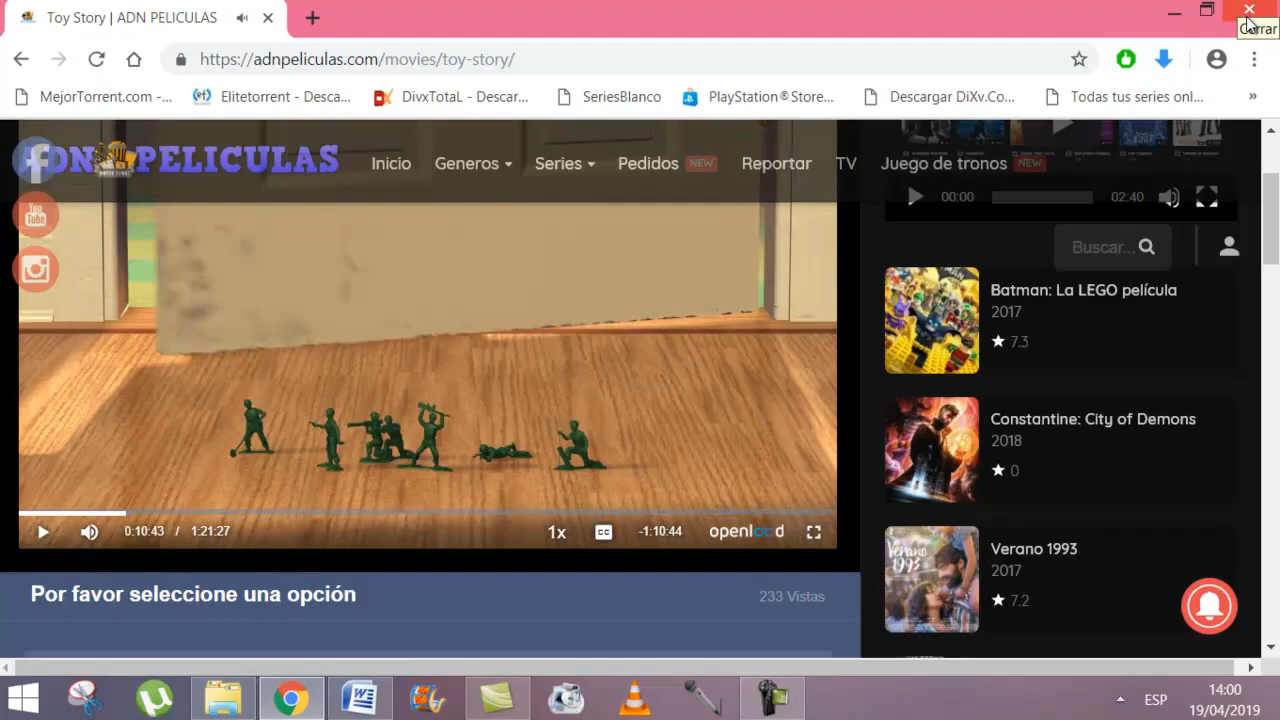 Toy Story | ADN PELICULAS
Cerrar
https://adnpeliculas.com/movies/toy-story/
MejorTorrent.com -... Elitetorrent - Desca... DivxTotaL - Descar... SeriesBlanco PlayStation®Store... Descargar DiXv.Co... Todas tus series onl... »
ADN PELICULAS Inicio Generos Series Pedidos NEW Reportar TV Juego de tronos NEW
00:00 02:40
You Tube
Buscar...
Batman: La LEGO película
2017
7.3
Constantine: City of Demons
2018
0
Verano 1993
2017
7.2
0:10:43 / 1:21:27 1x CC -1:10:44 openload
Por favor seleccione una opción 233 Vistas
ESP 14:00
19/04/2019